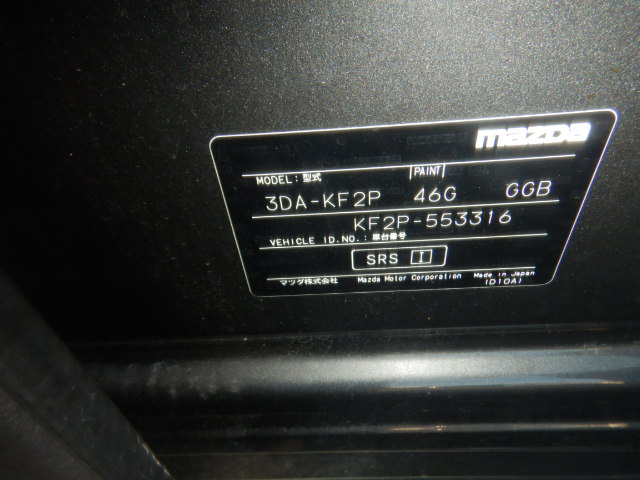 mazda
MODEL：型式 PAINT
3DA-KF2P 46G GGB
KF2P-553316
VEHICLE ID.NO.：車台番号
SRS I
マツダ株式会社 Mazda Motor Corporation Made in Japan
(D10A)